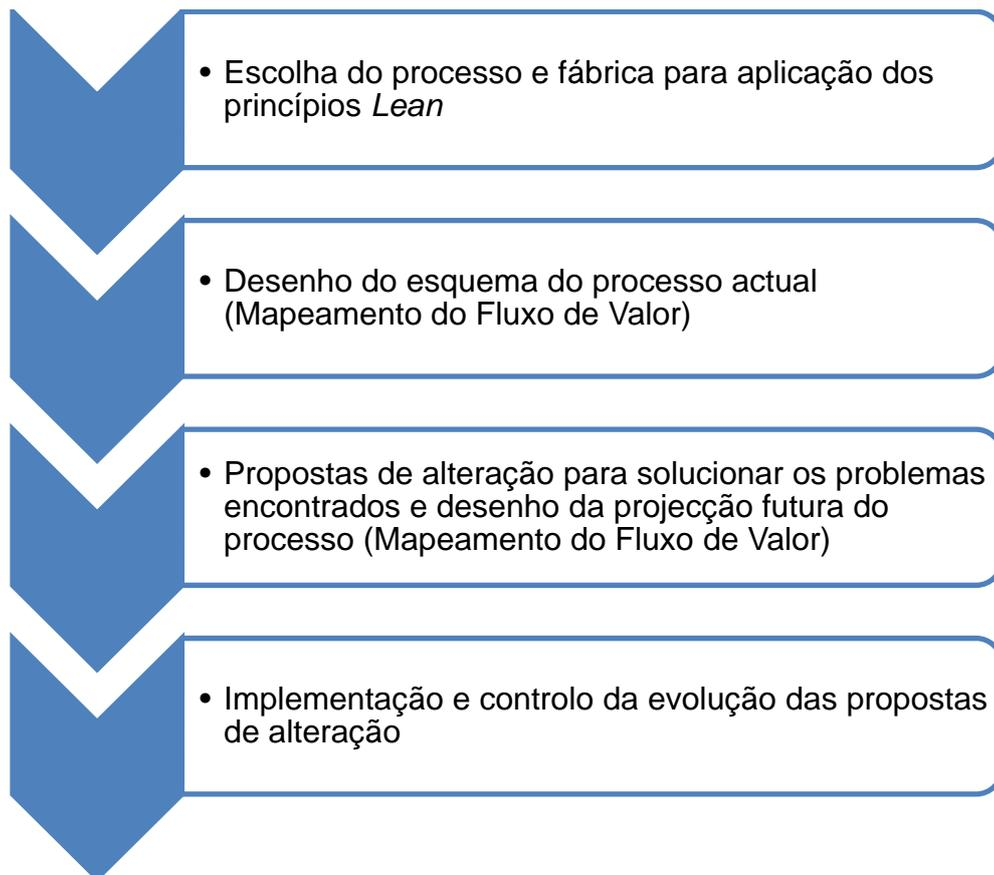 • Escolha do processo e fábrica para aplicação dos
princípios Lean
• Desenho do esquema do processo actual
(Mapeamento do Fluxo de Valor)
• Propostas de alteração para solucionar os problemas
encontrados e desenho da projecção futura do
processo (Mapeamento do Fluxo de Valor)
• Implementação e controlo da evolução das propostas
de alteração